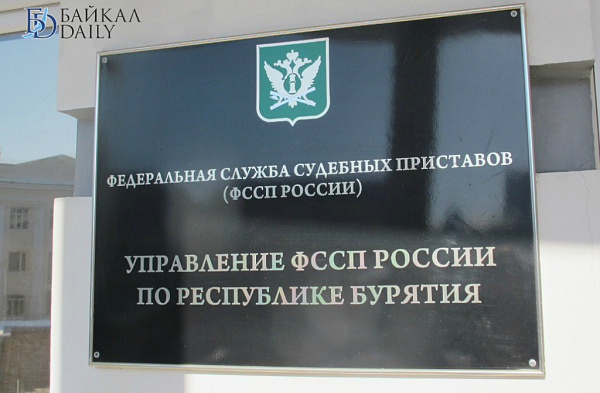 БАЙКАЛ
DAILY
ФЕДЕРАЛЬНАЯ СЛУЖБА СУДЕБНЫХ ПРИСТАВОВ
(ФССП РОССИИ)
УПРАВЛЕНИЕ ФССП РОССИИ
ПО РЕСПУБЛИКЕ БУРЯТИЯ